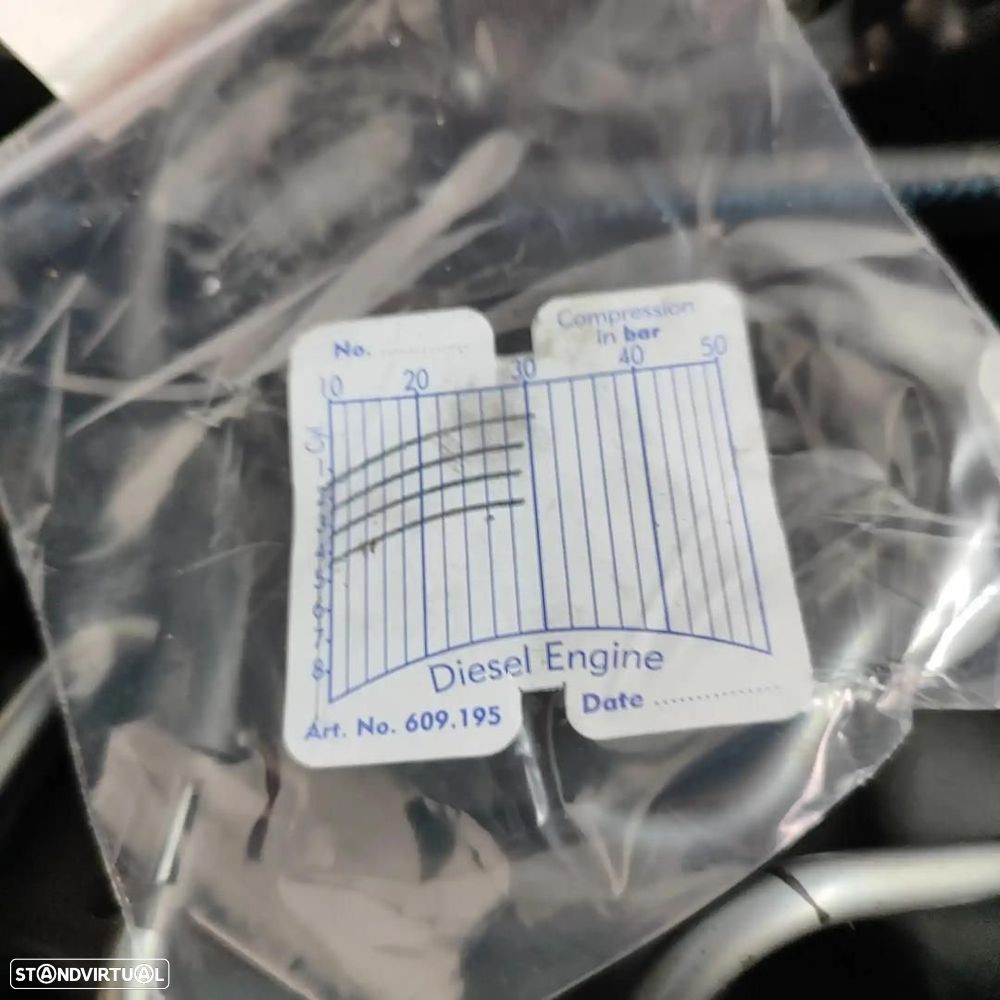 No. ............
Compression
in bar
10 20 30 40 50
Cyl.
1
2
3
4
5
6
7
8
Diesel Engine
Art. No. 609.195
Date ................
STANDVIRTUAL